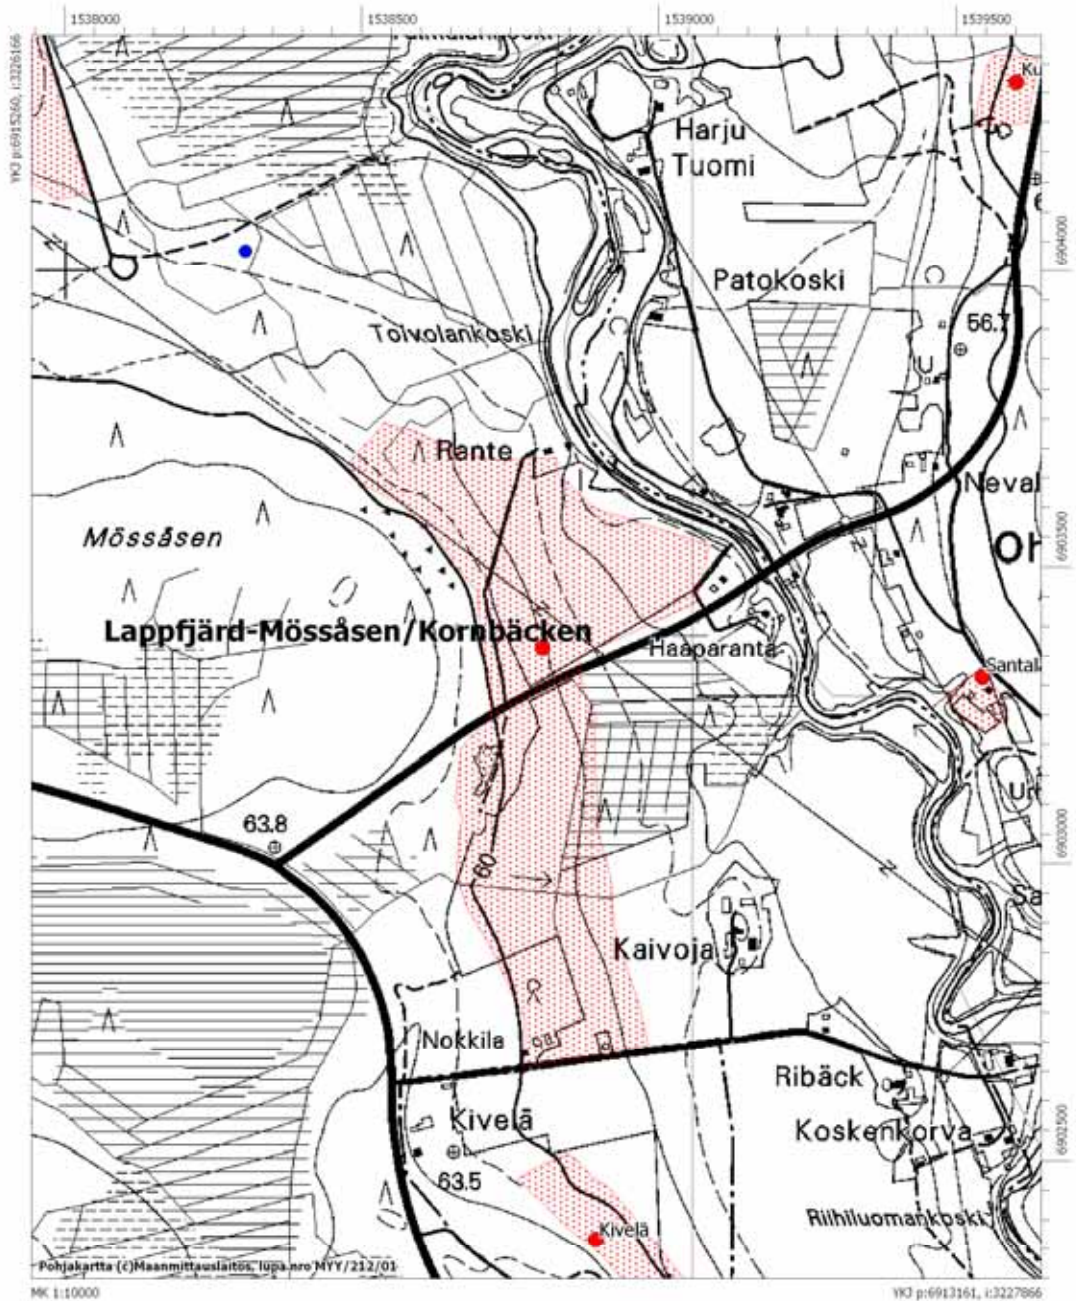 1538000
1538500
1539000
1539500
YKJ p:6915260, i:3226166
Ku
Harju
Tuomi
6904000
Patokoski
56.7
Toivolankoski
Rante
Neval
Mössåsen
Oh
6903500
Lappfjärd-Mössåsen/Kornbäcken
Haaparanta
Santal
63.8
6903000
60
Kaivoja
Nokkila
Ribäck
Kivelä
Koskenkorva
6902500
63.5
Riihiluomankoski
Kivelä
Pohjakartta (c)Maanmittauslaitos, lupa nro MYY/212/01
MK 1:10000
YKJ p:6913161, i:3227866